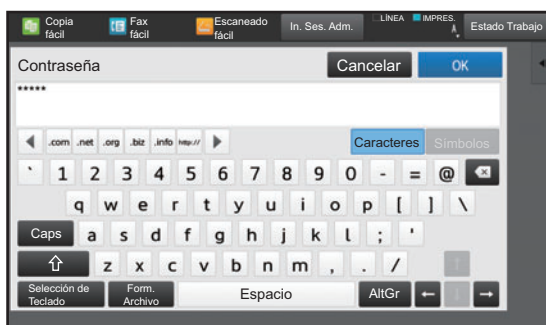 Copia fácil
Fax fácil
Escaneado fácil
In. Ses. Adm.
LÍNEA
IMPRES.
Estado Trabajo
Contraseña
Cancelar
OK
*****
.com .net .org .biz .info http://
Caracteres
Símbolos
` 1 2 3 4 5 6 7 8 9 0 - = @
q w e r t y u i o p [ ] \
Caps a s d f g h j k l ; '
z x c v b n m , . /
Selección de Teclado
Form. Archivo
Espacio
AltGr